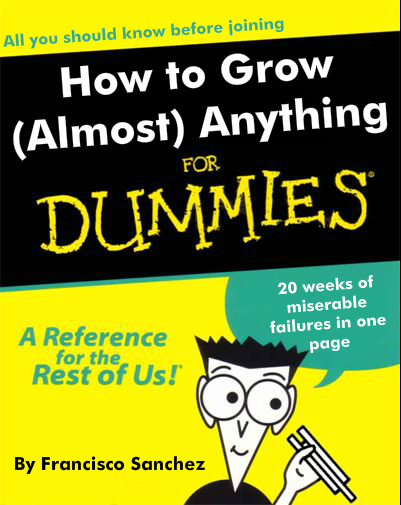 All you should know before joining
How to Grow
(Almost) Anything
FOR
DUMMIES®
20 weeks of
miserable
failures in one
page
A Reference
for the
Rest of Us!®
By Francisco Sanchez